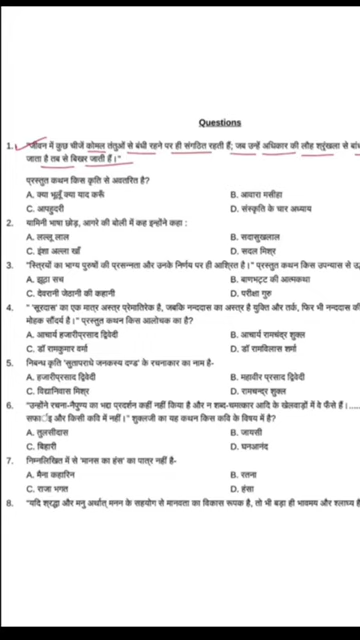 Questions
1. "जीवन में कुछ चीजें कोमल तंतुओं से बंधी रहने पर ही संगठित रहती हैं; जब उन्हें अधिकार की लौह श्रृंखला से
जाता है तब से बिखर जाती हैं।"
प्रस्तुत कथन किस कृति से अवतरित है?
A. क्या भूलूँ क्या याद करूँ B. आवारा मसीहा
C. आपहुदरी D. संस्कृति के चार अध्याय
2. यामिनी भाषा छोड़, आगरे की बोली में कह इन्होंने कहा :
A. लल्लू लाल B. सदासुखलाल
C. इंशा अल्ला खाँ D. सदल मिश्र
3. "स्त्रियों का भाग्य पुरुषों की प्रसन्नता और उनके निर्णय पर ही आश्रित है।" प्रस्तुत कथन किस उपन्यास से
A. झूठा सच B. बाणभट्ट की आत्मकथा
C. देवरानी जेठानी की कहानी D. परीक्षा गुरु
4. "'सूरदास' का एक मात्र अस्त्र प्रेमातिरेक है, जबकि नन्ददास का अस्त्र है युक्ति और तर्क, फिर भी नन्ददास की
मोहक सौंदर्य है।" प्रस्तुत कथन किस आलोचक का है?
A. आचार्य हजारीप्रसाद द्विवेदी B. आचार्य रामचंद्र शुक्ल
C. डॉ रामकुमार वर्मा D. डॉ रामविलास शर्मा
5. निबन्ध कृति 'सुतापराधे जनकस्य दण्ड' के रचनाकार का नाम है-
A. हजारीप्रसाद द्विवेदी B. महावीर प्रसाद द्विवेदी
C. विद्यानिवास मिश्र D. रामचन्द्र शुक्ल
6. "उन्होंने रचना-नैपुण्य का भद्दा प्रदर्शन कहीं नहीं किया है और न शब्द-चमत्कार आदि के खेलवाड़ों में वे फँसे हैं।
और किसी कवि में नहीं।" शुक्लजी का यह कथन किस कवि के विषय में है?
A. तुलसीदास B. जायसी
C. बिहारी D. घनआनंद
7. निम्नलिखित में से 'मानस का हंस' का पात्र नहीं है-
A. मैना कहारिन B. रतना
C. राजा भगत D. हंसा
8. "यदि श्रद्धा और मनु अर्थात् मनन के सहयोग से मानवता का विकास रूपक है, तो भी बड़ा ही भावमय और श्लाघ्य